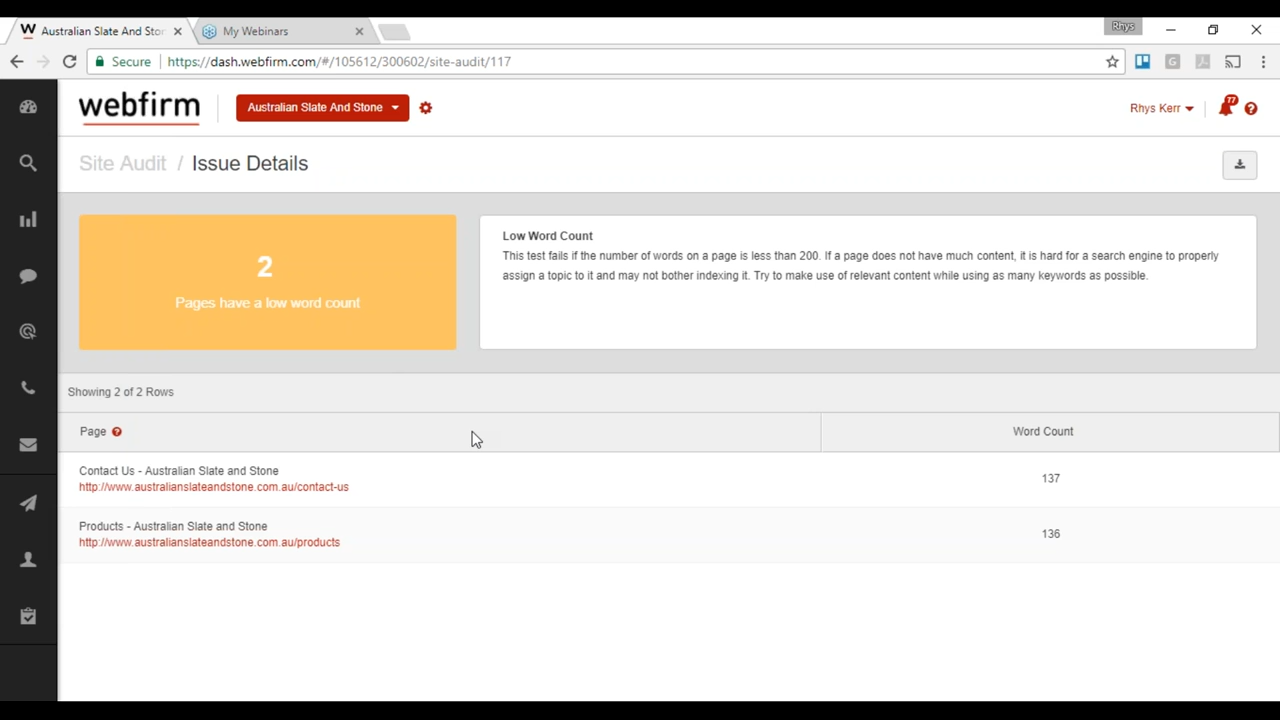 Australian Slate And Stor
My Webinars
Rhys
Secure
https://dash.webfirm.com/#/105612/300602/site-audit/117
webfirm
Australian Slate And Stone
Rhys Kerr
77
Site Audit / Issue Details
2
Pages have a low word count
Low Word Count
This test fails if the number of words on a page is less than 200. If a page does not have much content, it is hard for a search engine to properly
assign a topic to it and may not bother indexing it. Try to make use of relevant content while using as many keywords as possible.
Showing 2 of 2 Rows
Page
Word Count
Contact Us - Australian Slate and Stone
http://www.australianslateandstone.com.au/contact-us
137
Products - Australian Slate and Stone
http://www.australianslateandstone.com.au/products
136